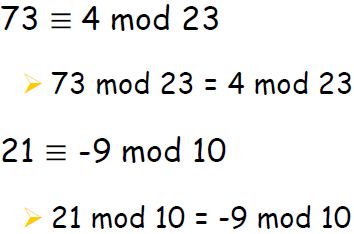 73 ≡ 4 mod 23
➢ 73 mod 23 = 4 mod 23
21 ≡ -9 mod 10
➢ 21 mod 10 = -9 mod 10